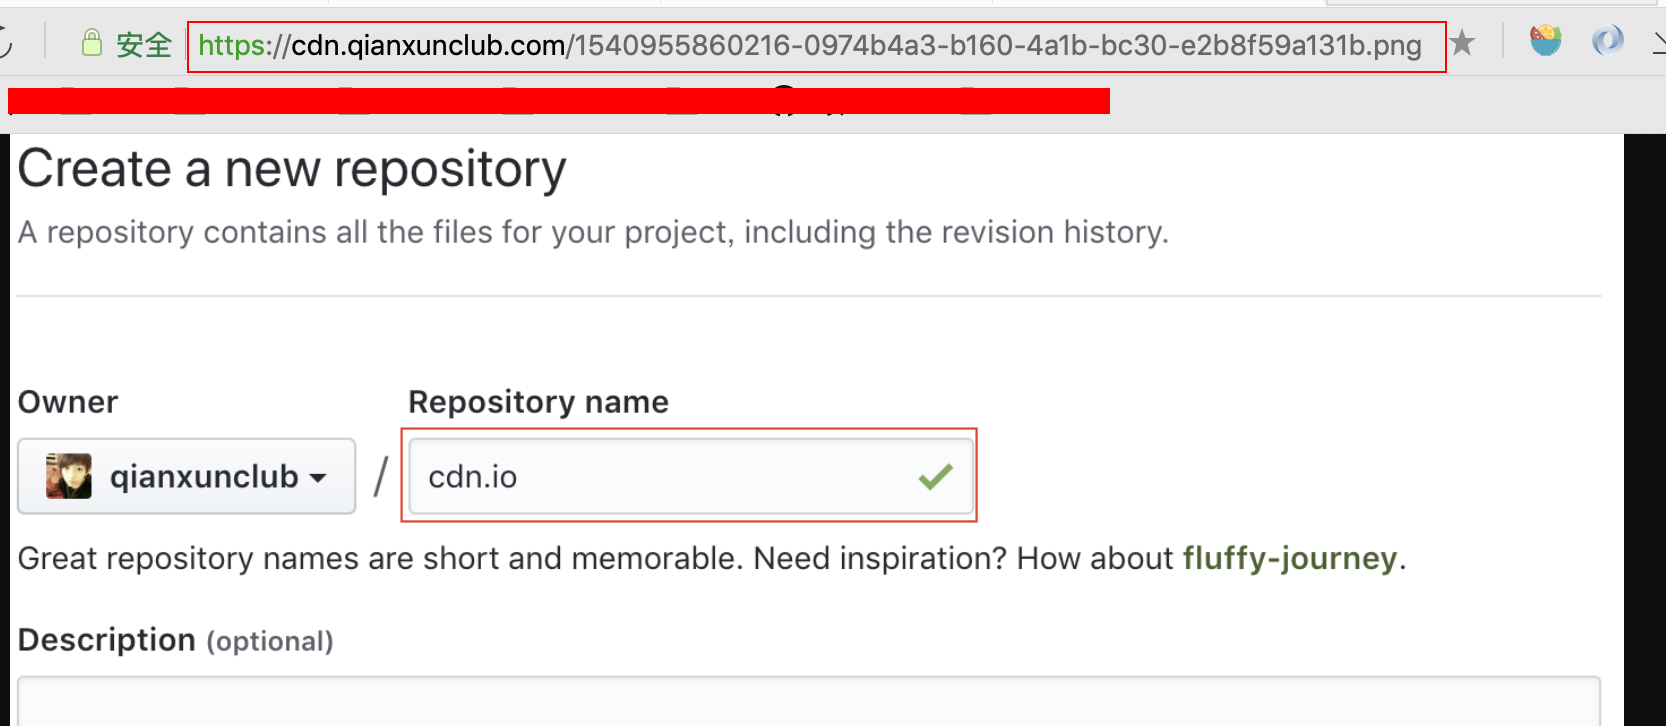 安全 https://cdn.qianxunclub.com/1540955860216-0974b4a3-b160-4a1b-bc30-e2b8f59a131b.png
Create a new repository
A repository contains all the files for your project, including the revision history.
Owner Repository name
qianxunclub / cdn.io
Great repository names are short and memorable. Need inspiration? How about fluffy-journey.
Description (optional)